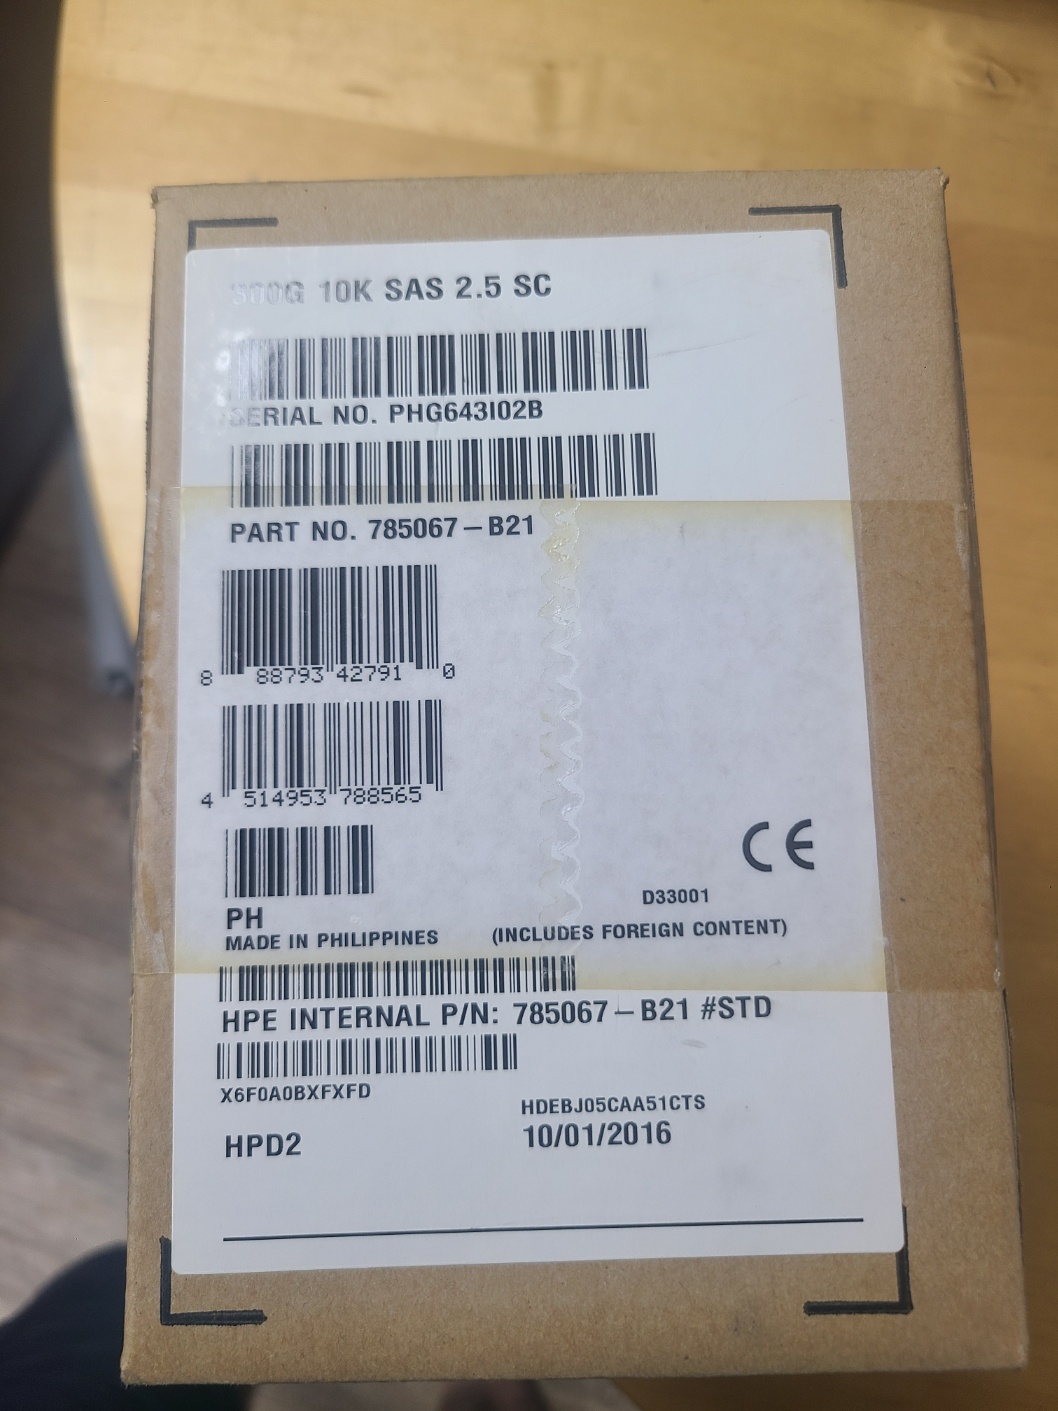 300G 10K SAS 2.5 SC
SERIAL NO. PHG643I02B
PART NO. 785067-B21
8 88793 42791 0
4 514953 788565
CE
D33001
PH
MADE IN PHILIPPINES (INCLUDES FOREIGN CONTENT)
HPE INTERNAL P/N: 785067-B21 #STD
X6F0A0BXFXFD
HDEBJ05CAA51CTS
HPD2
10/01/2016